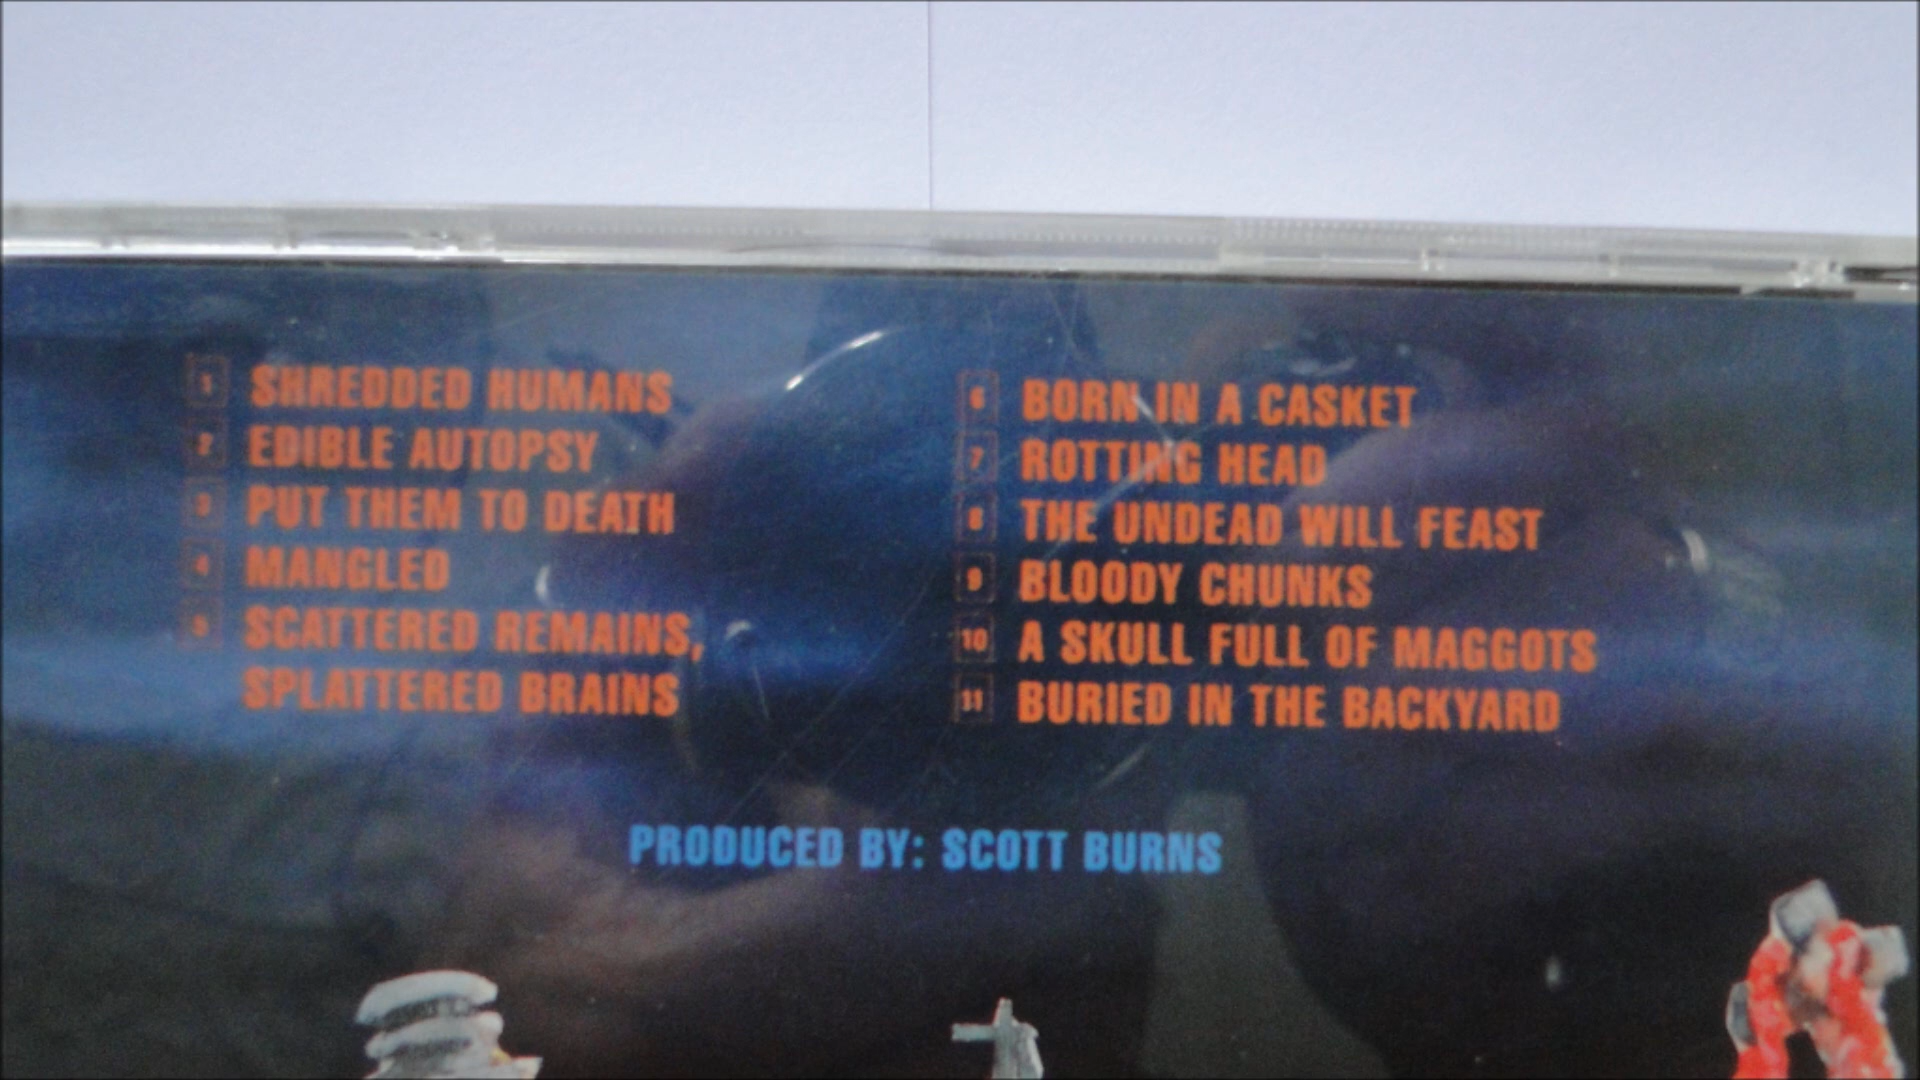 1 SHREDDED HUMANS
2 EDIBLE AUTOPSY
3 PUT THEM TO DEATH
4 MANGLED
5 SCATTERED REMAINS,
SPLATTERED BRAINS
6 BORN IN A CASKET
7 ROTTING HEAD
8 THE UNDEAD WILL FEAST
9 BLOODY CHUNKS
10 A SKULL FULL OF MAGGOTS
11 BURIED IN THE BACKYARD
PRODUCED BY: SCOTT BURNS